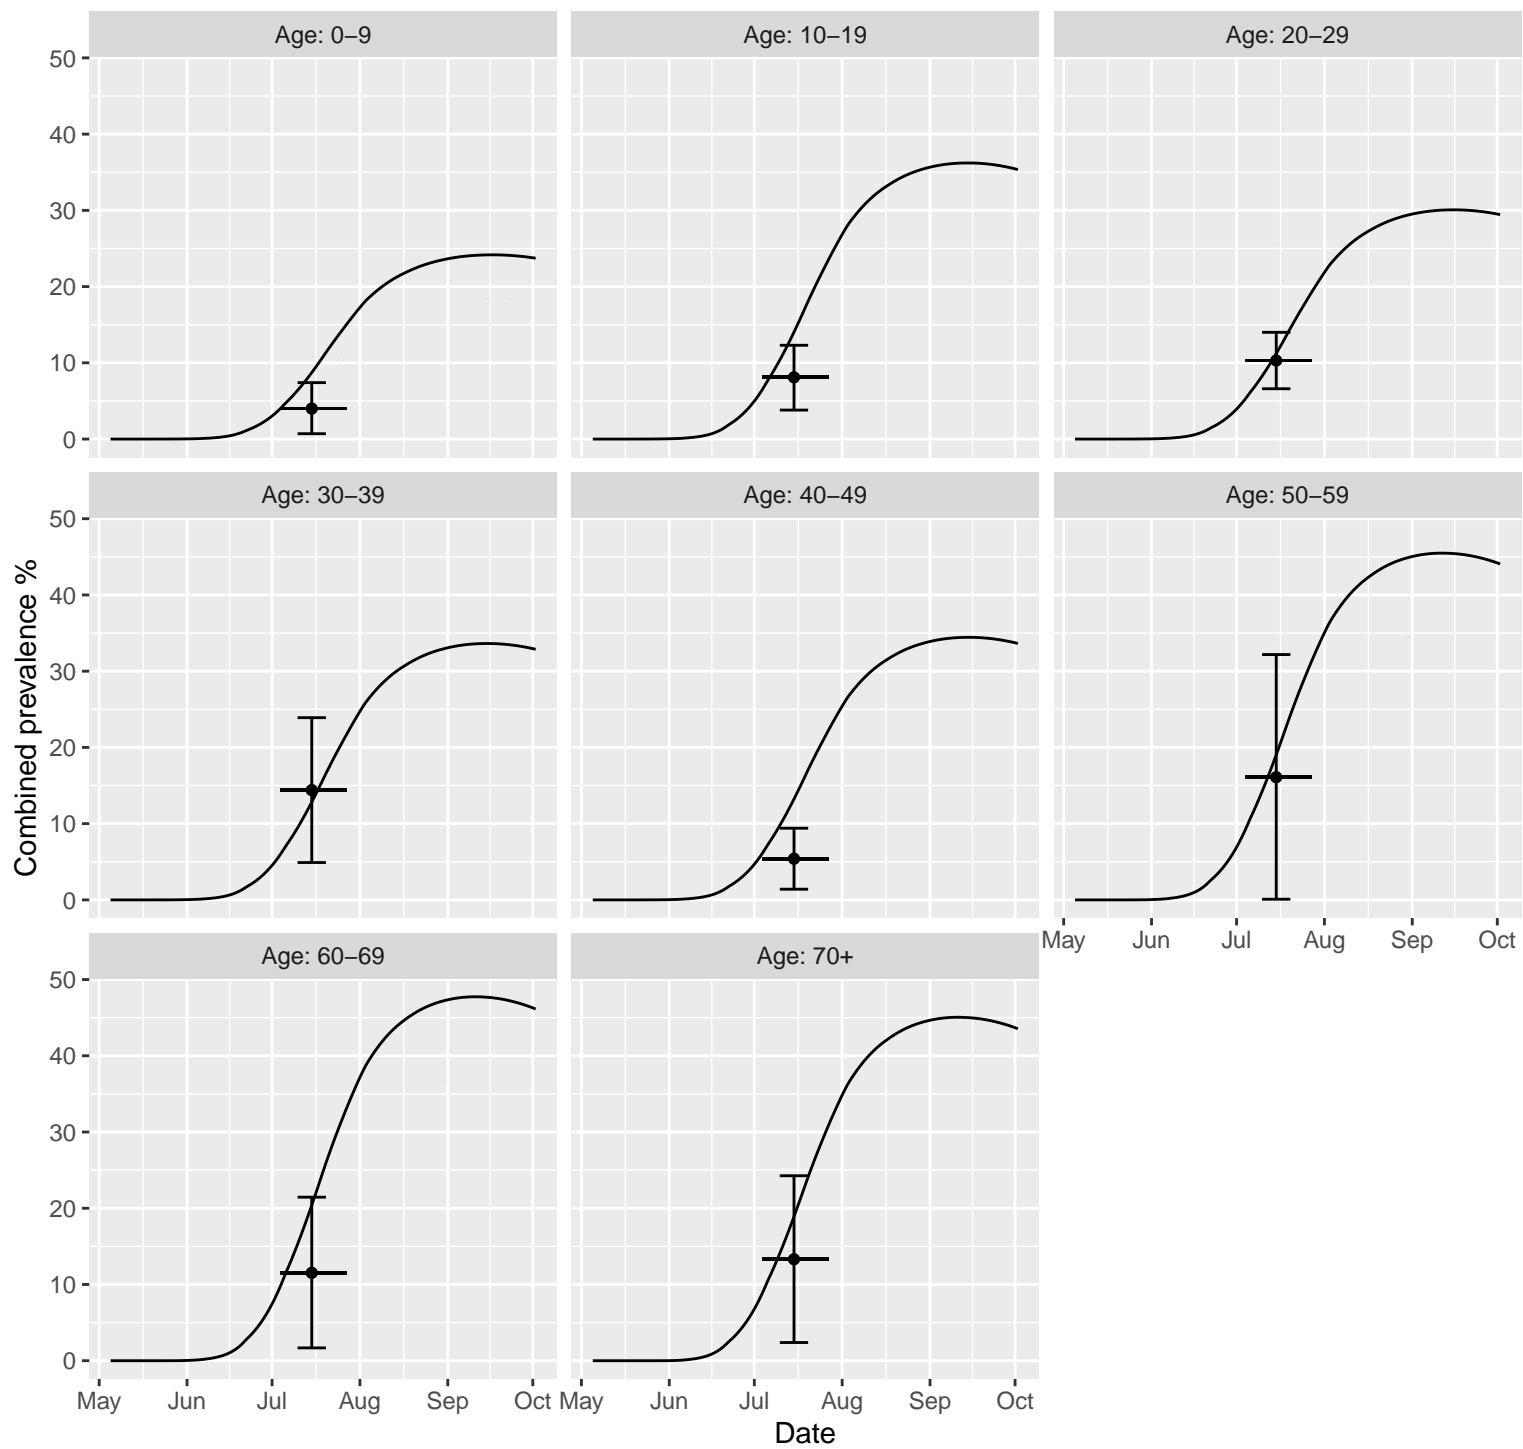 Age: 0–9
Age: 10–19
Age: 20–29
50
40
30
20
10
0
Age: 30–39
Age: 40–49
Age: 50–59
50
40
30
20
10
0
May Jun Jul Aug Sep Oct
Age: 60–69
Age: 70+
50
40
30
20
10
0
May Jun Jul Aug Sep Oct
May Jun Jul Aug Sep Oct
Date
Combined prevalence %